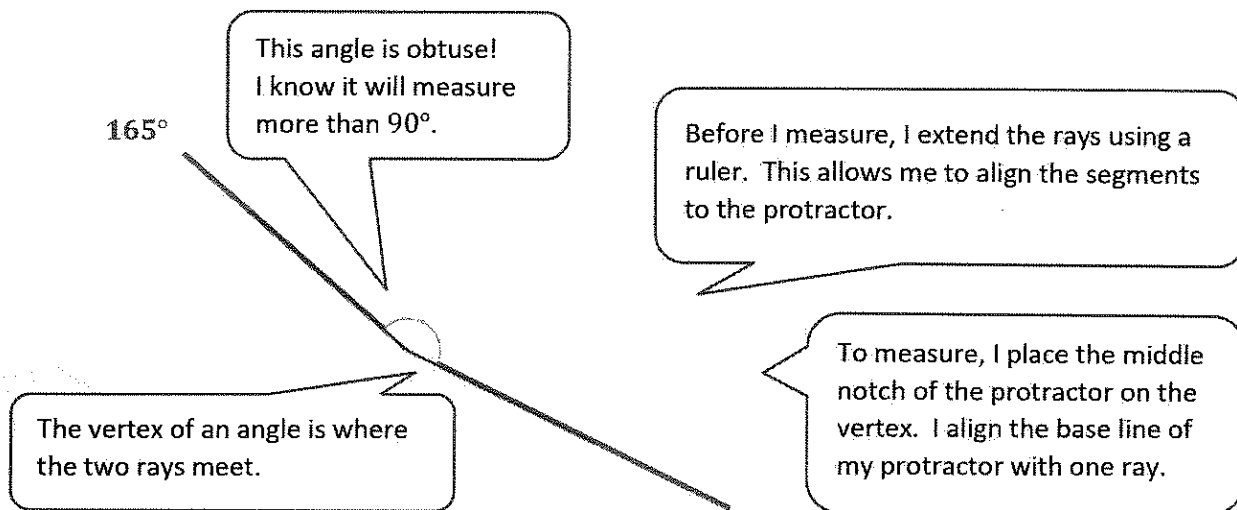 This angle is obtuse!
I know it will measure
more than 90°.
165°
Before I measure, I extend the rays using a
ruler. This allows me to align the segments
to the protractor.
To measure, I place the middle
notch of the protractor on the
vertex. I align the base line of
my protractor with one ray.
The vertex of an angle is where
the two rays meet.